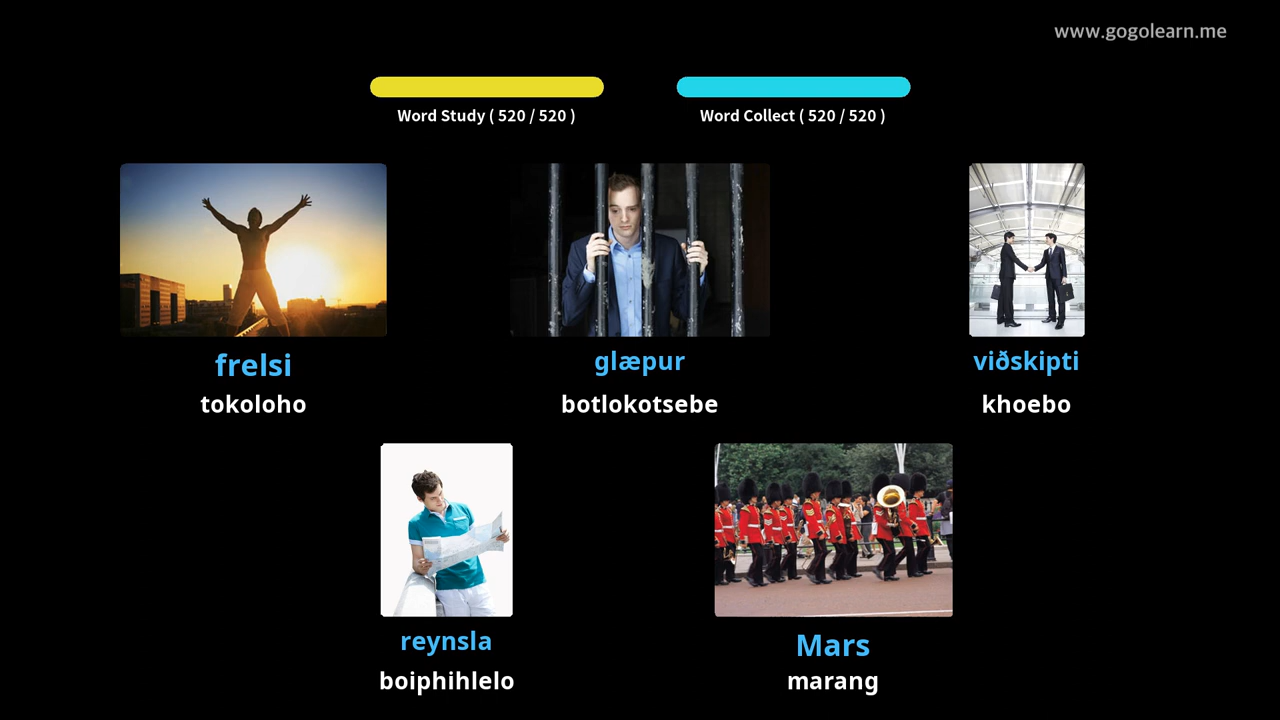 www.gogolearn.me
Word Study ( 520 / 520 )
Word Collect ( 520 / 520 )
frelsi
glæpur
viðskipti
tokoloho
botlokotsebe
khoebo
reynsla
Mars
boiphihlelo
marang